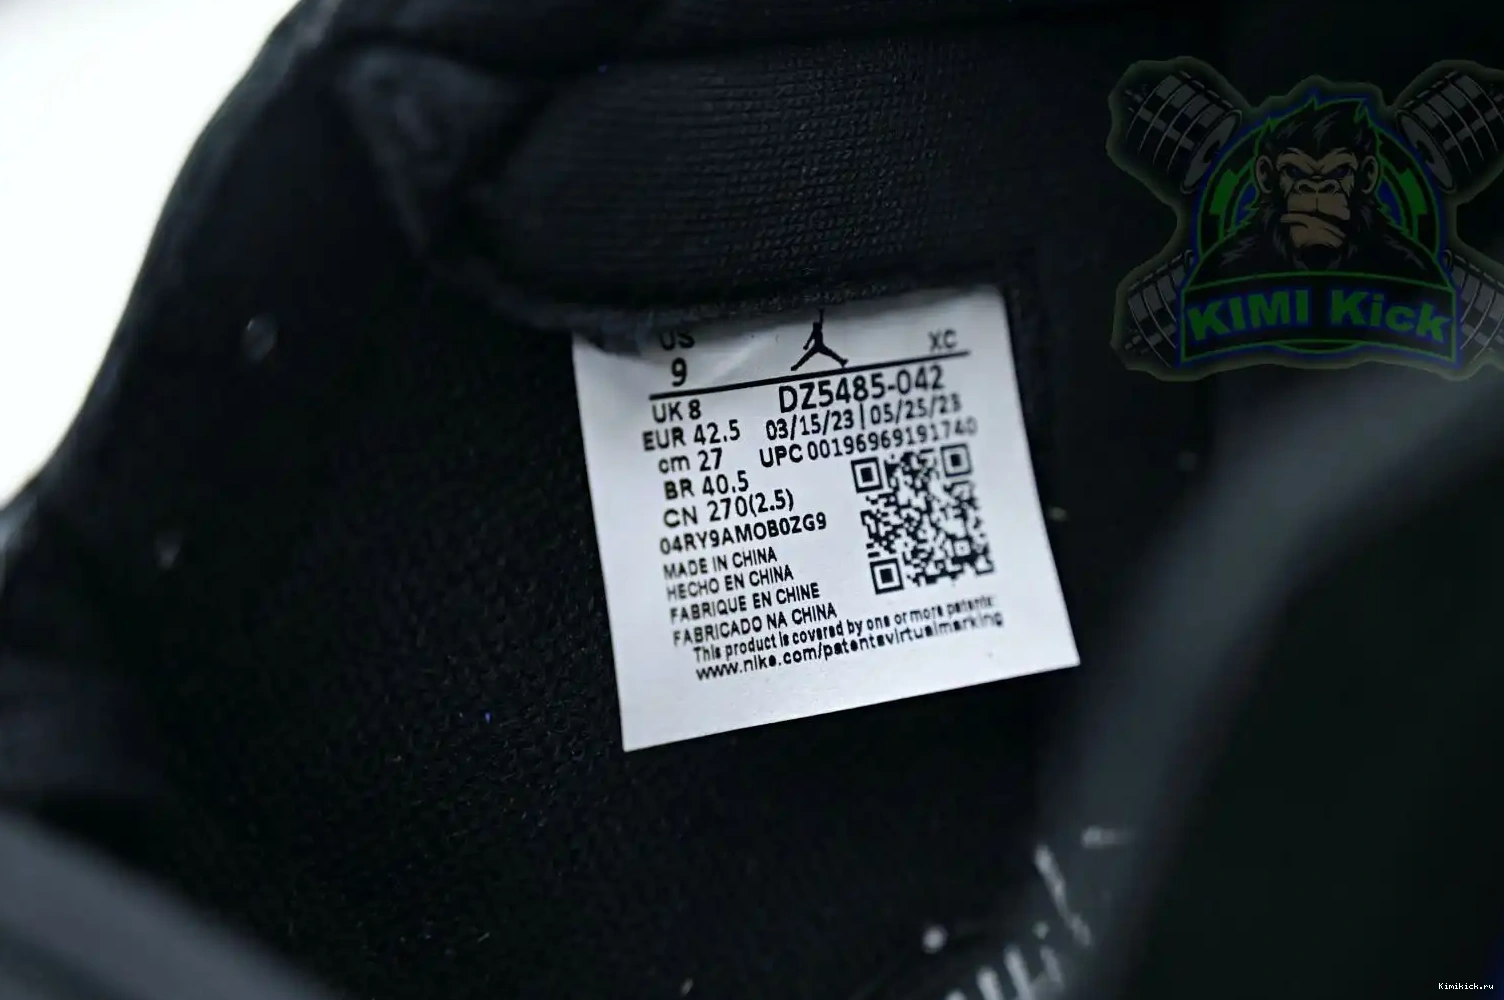 US
9
XC
DZ5485-042
UK 8
03/15/23|05/25/23
EUR 42.5
UPC 00196969191740
cm 27
BR 40.5
CN 270(2.5)
04RY9AMOB0ZG9
MADE IN CHINA
HECHO EN CHINA
FABRIQUE EN CHINE
FABRICADO NA CHINA
This product is covered by one or more patents:
www.nike.com/patentsvirtualmarking
KIMI Kick
Kimikick.ru